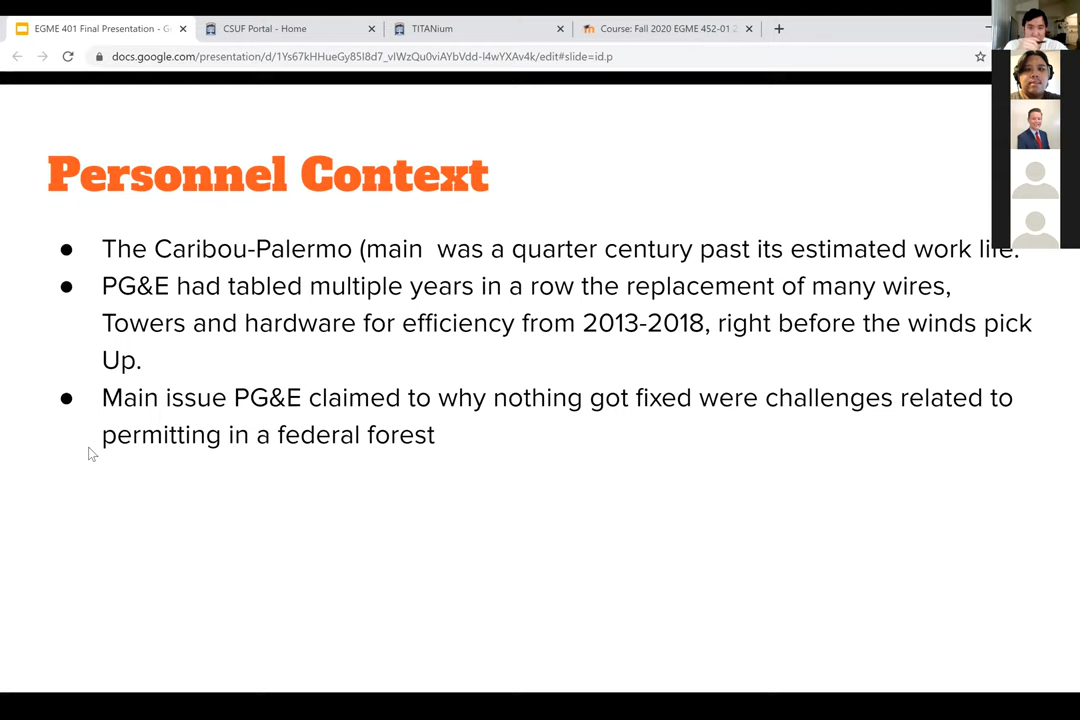 EGME 401 Final Presentation - G
CSUF Portal - Home
TITANium
Course: Fall 2020 EGME 452-01 2
docs.google.com/presentation/d/1Ys67kHHueGy85I8d7_vIWzQu0viAYbVdd-l4wYXAv4k/edit#slide=id.p
Personnel Context
● The Caribou-Palermo (main was a quarter century past its estimated work life.
● PG&E had tabled multiple years in a row the replacement of many wires,
Towers and hardware for efficiency from 2013-2018, right before the winds pick
Up.
● Main issue PG&E claimed to why nothing got fixed were challenges related to
permitting in a federal forest